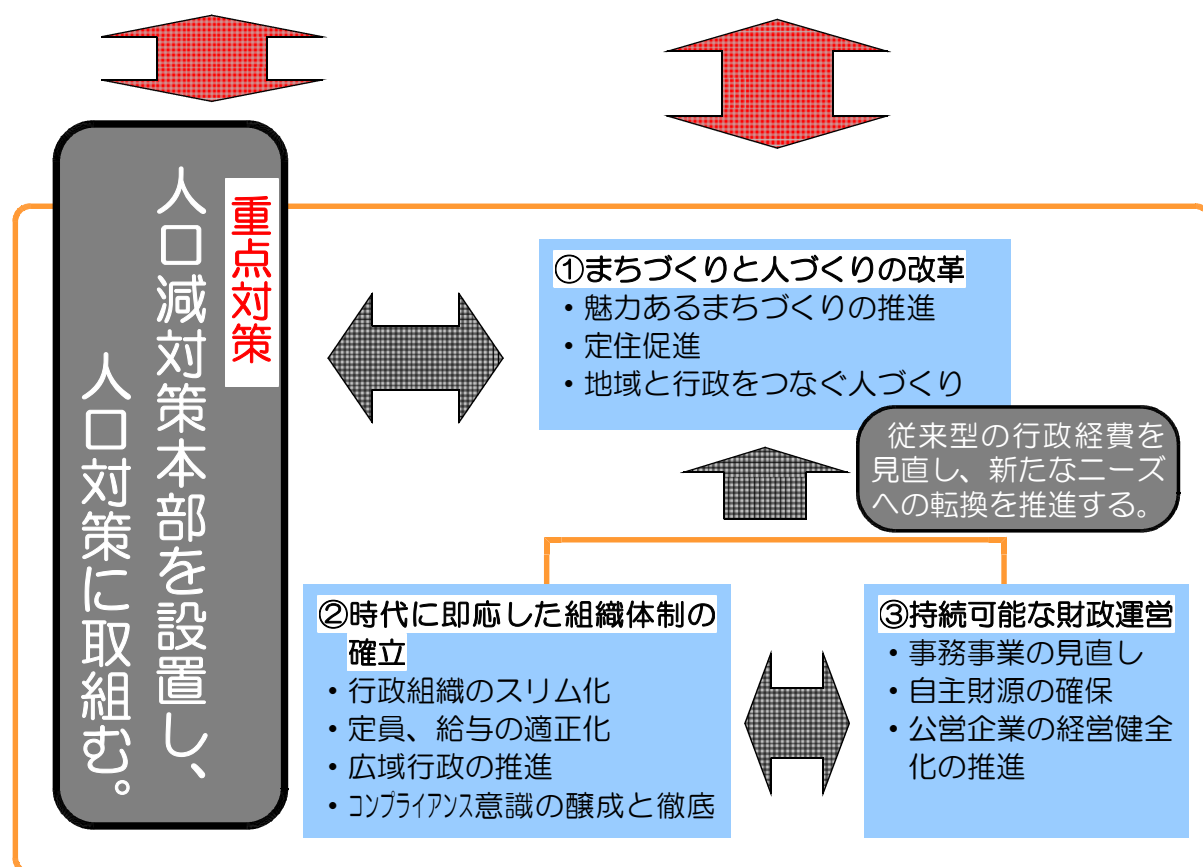 重点対策
人口減対策本部を設置し、
人口対策に取組む。
①まちづくりと人づくりの改革
・魅力あるまちづくりの推進
・定住促進
・地域と行政をつなぐ人づくり
従来型の行政経費を
見直し、新たなニーズ
への転換を推進する。
②時代に即応した組織体制の
確立
・行政組織のスリム化
・定員、給与の適正化
・広域行政の推進
・ｺﾝﾌﾟﾗｲｱﾝｽ意識の醸成と徹底
③持続可能な財政運営
・事務事業の見直し
・自主財源の確保
・公営企業の経営健全
化の推進